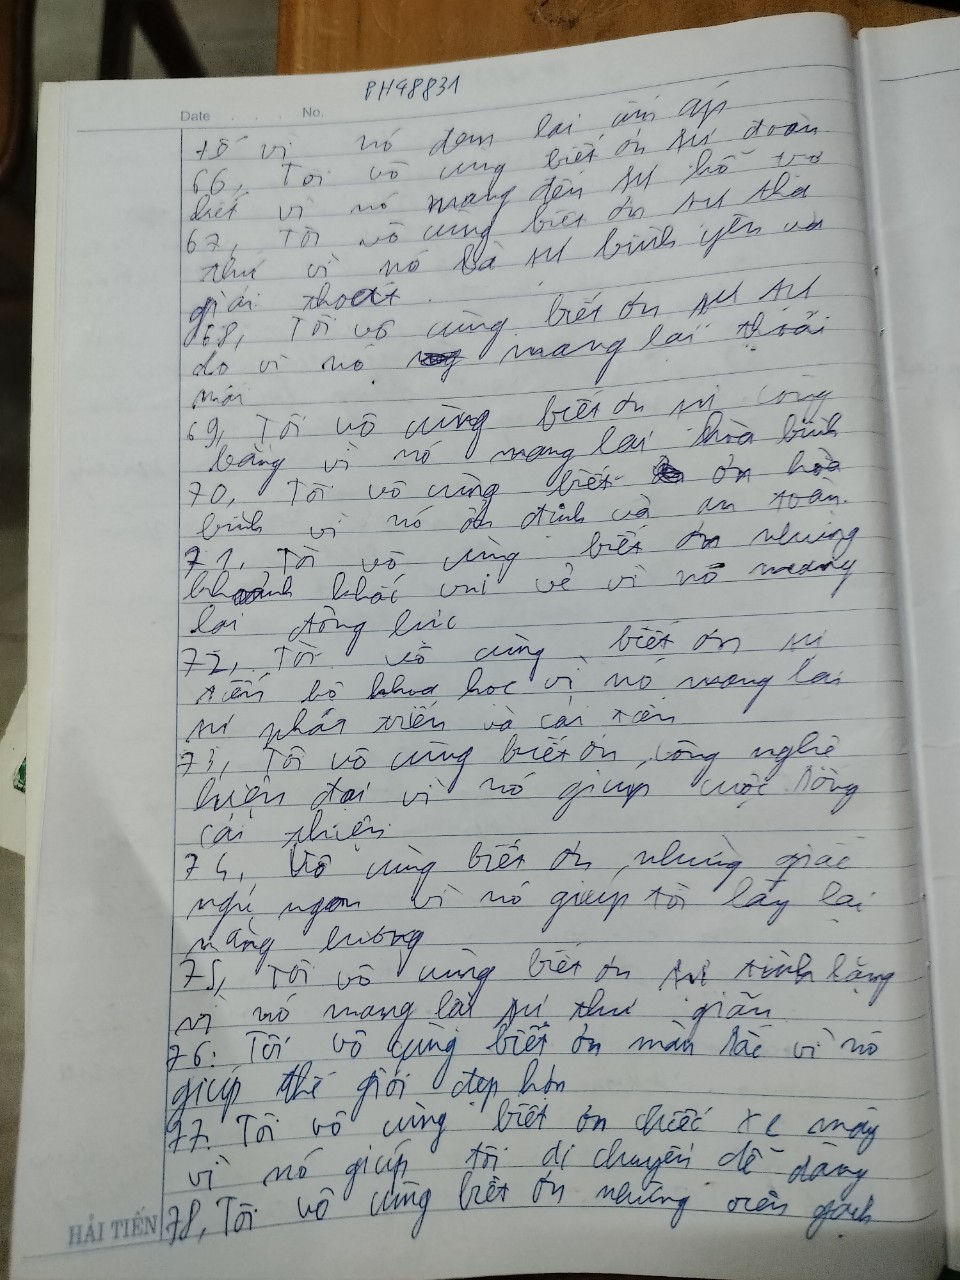 PH48831
Date . . . . No.
vì nó đem lại ấm áp
66, Tôi vô cùng biết ơn sự đoàn
kết vì nó mang đến sự hỗ trợ
67, Tôi vô cùng biết ơn sự tha
thứ vì nó là sự bình yên và
giải thoát
68, Tôi vô cùng biết ơn sự tự
do vì nó mang lại thoải
mái
69, Tôi vô cùng biết ơn sự công
bằng vì nó mang lại hòa bình
70, Tôi vô cùng biết ơn hòa
bình vì nó ổn định và an toàn.
71, Tôi vô cùng biết ơn những
khoảnh khắc vui vẻ vì nó mang
lại động lực
72, Tôi vô cùng biết ơn sự
tiến bộ khoa học vì nó mang lại
sự phát triển và cải tiến
73, Tôi vô cùng biết ơn công nghệ
hiện đại vì nó giúp cuộc sống
cải thiện
74, Vô cùng biết ơn những giấc
ngủ ngon vì nó giúp tôi lấy lại
năng lượng
75, Tôi vô cùng biết ơn sự tĩnh lặng
vì nó mang lại sự thư giãn
76. Tôi vô cùng biết ơn màn sắc vì nó
giúp thế giới đẹp hơn
77. Tôi vô cùng biết ơn chiếc xe máy
vì nó giúp tôi di chuyển dễ dàng
78, Tôi vô cùng biết ơn những viên gạch
HẢI TIẾN